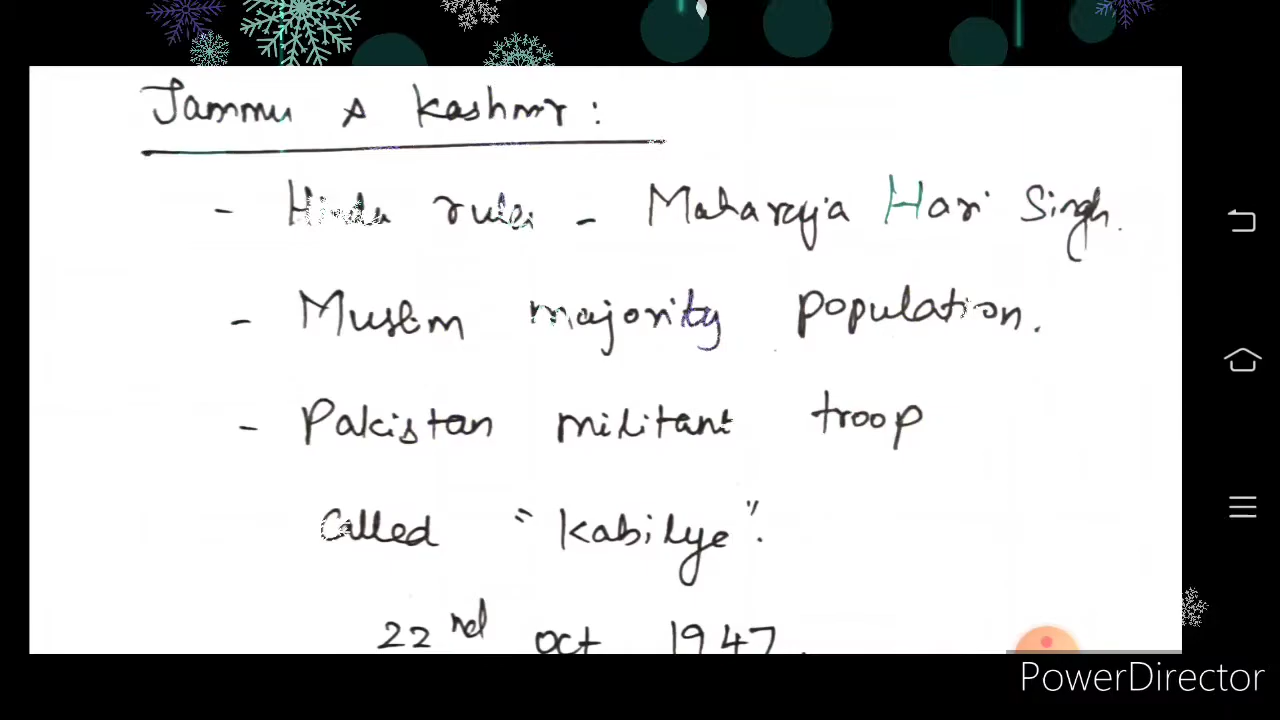 Jammu & Kashmir:
- Hindu ruler - Maharaja Hari Singh.
- Muslim majority population.
- Pakistan militant troop
called "Kabilye".
22nd Oct 1947.
PowerDirector